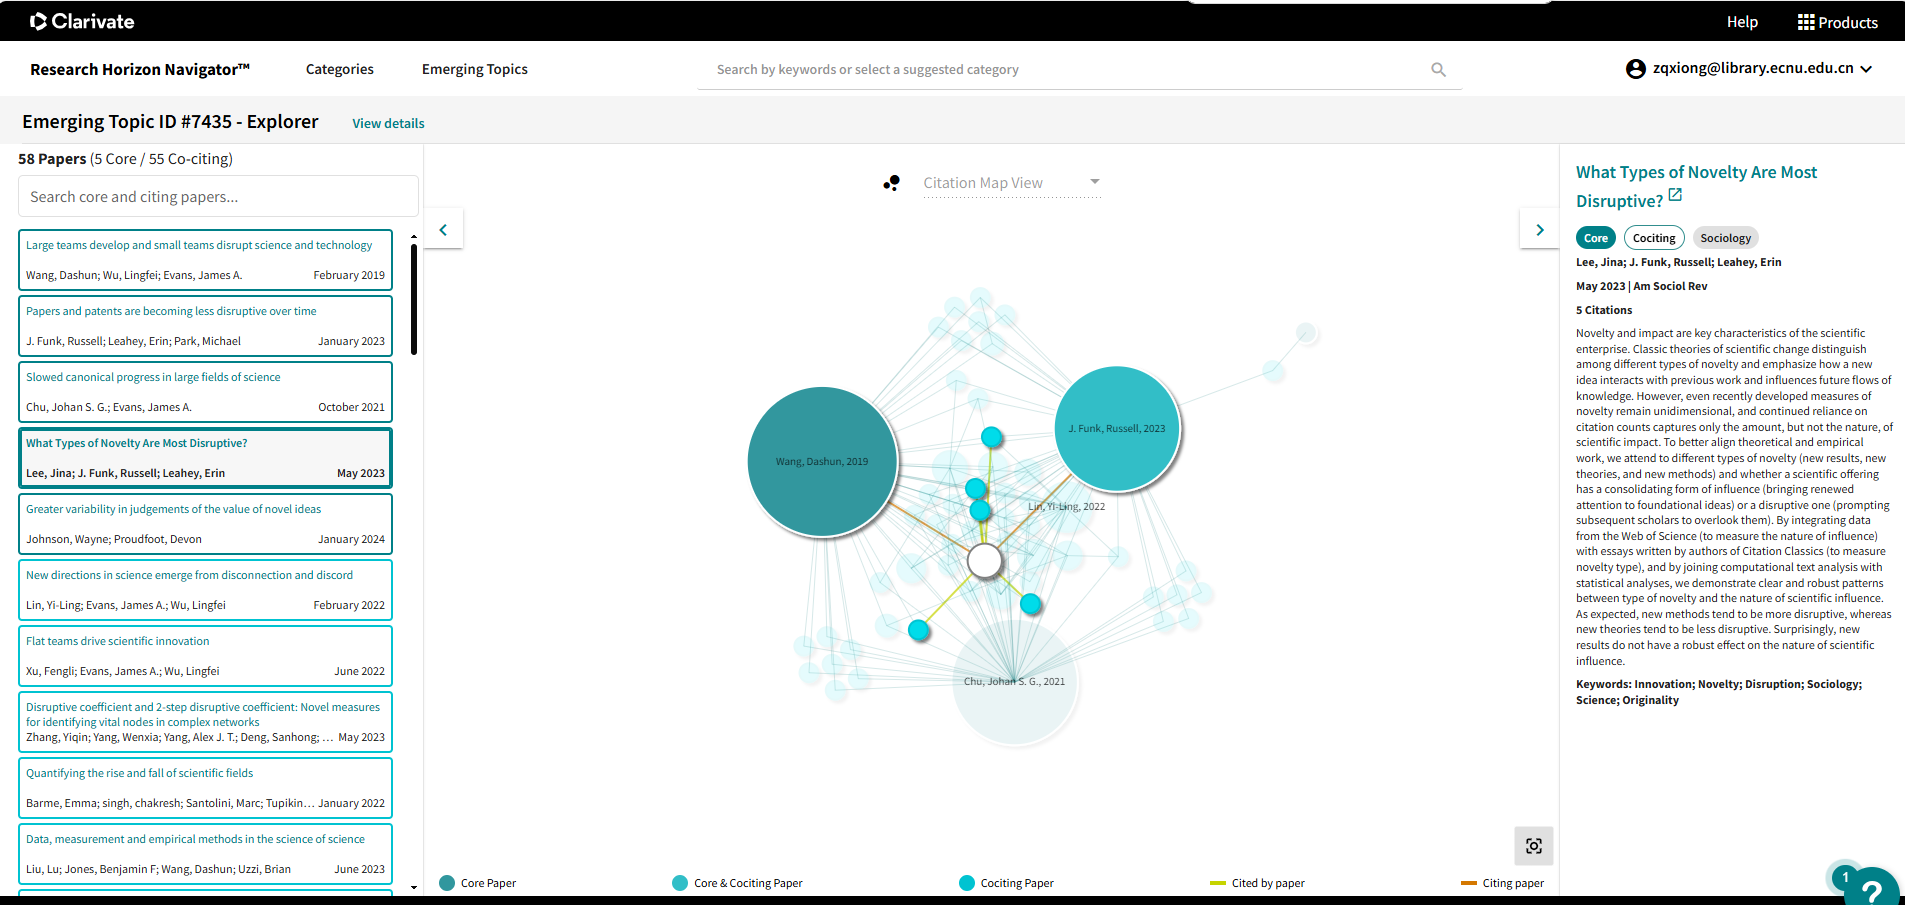 Clarivate
Help
Products
Research Horizon Navigator™
Categories
Emerging Topics
Search by keywords or select a suggested category
zqxiong@library.ecnu.edu.cn
Emerging Topic ID #7435 - Explorer
View details
58 Papers (5 Core / 55 Co-citing)
Search core and citing papers...
Large teams develop and small teams disrupt science and technology
Wang, Dashun; Wu, Lingfei; Evans, James A. February 2019
Papers and patents are becoming less disruptive over time
J. Funk, Russell; Leahey, Erin; Park, Michael January 2023
Slowed canonical progress in large fields of science
Chu, Johan S. G.; Evans, James A. October 2021
What Types of Novelty Are Most Disruptive?
Lee, Jina; J. Funk, Russell; Leahey, Erin May 2023
Greater variability in judgements of the value of novel ideas
Johnson, Wayne; Proudfoot, Devon January 2024
New directions in science emerge from disconnection and discord
Lin, Yi-Ling; Evans, James A.; Wu, Lingfei February 2022
Flat teams drive scientific innovation
Xu, Fengli; Evans, James A.; Wu, Lingfei June 2022
Disruptive coefficient and 2-step disruptive coefficient: Novel measures
for identifying vital nodes in complex networks
Zhang, Yiqin; Yang, Wenxia; Yang, Alex J. T.; Deng, Sanhong; ... May 2023
Quantifying the rise and fall of scientific fields
Barme, Emma; singh, chakresh; Santolini, Marc; Tupikin... January 2022
Data, measurement and empirical methods in the science of science
Liu, Lu; Jones, Benjamin F; Wang, Dashun; Uzzi, Brian June 2023
Citation Map View
J. Funk, Russell, 2023
Wang, Dashun, 2019
Lin, Yi-Ling, 2022
Chu, Johan S. G., 2021
Core Paper
Core & Cociting Paper
Cociting Paper
Cited by paper
Citing paper
What Types of Novelty Are Most
Disruptive?
Core
Cociting
Sociology
Lee, Jina; J. Funk, Russell; Leahey, Erin
May 2023 | Am Sociol Rev
5 Citations
Novelty and impact are key characteristics of the scientific
enterprise. Classic theories of scientific change distinguish
among different types of novelty and emphasize how a new
idea interacts with previous work and influences future flows of
knowledge. However, even recently developed measures of
novelty remain unidimensional, and continued reliance on
citation counts captures only the amount, but not the nature, of
scientific impact. To better align theoretical and empirical
work, we attend to different types of novelty (new results, new
theories, and new methods) and whether a scientific offering
has a consolidating form of influence (bringing renewed
attention to foundational ideas) or a disruptive one (prompting
subsequent scholars to overlook them). By integrating data
from the Web of Science (to measure the nature of influence)
with essays written by authors of Citation Classics (to measure
novelty type), and by joining computational text analysis with
statistical analyses, we demonstrate clear and robust patterns
between type of novelty and the nature of scientific influence.
As expected, new methods tend to be more disruptive, whereas
new theories tend to be less disruptive. Surprisingly, new
results do not have a robust effect on the nature of scientific
influence.
Keywords: Innovation; Novelty; Disruption; Sociology;
Science; Originality
1
?